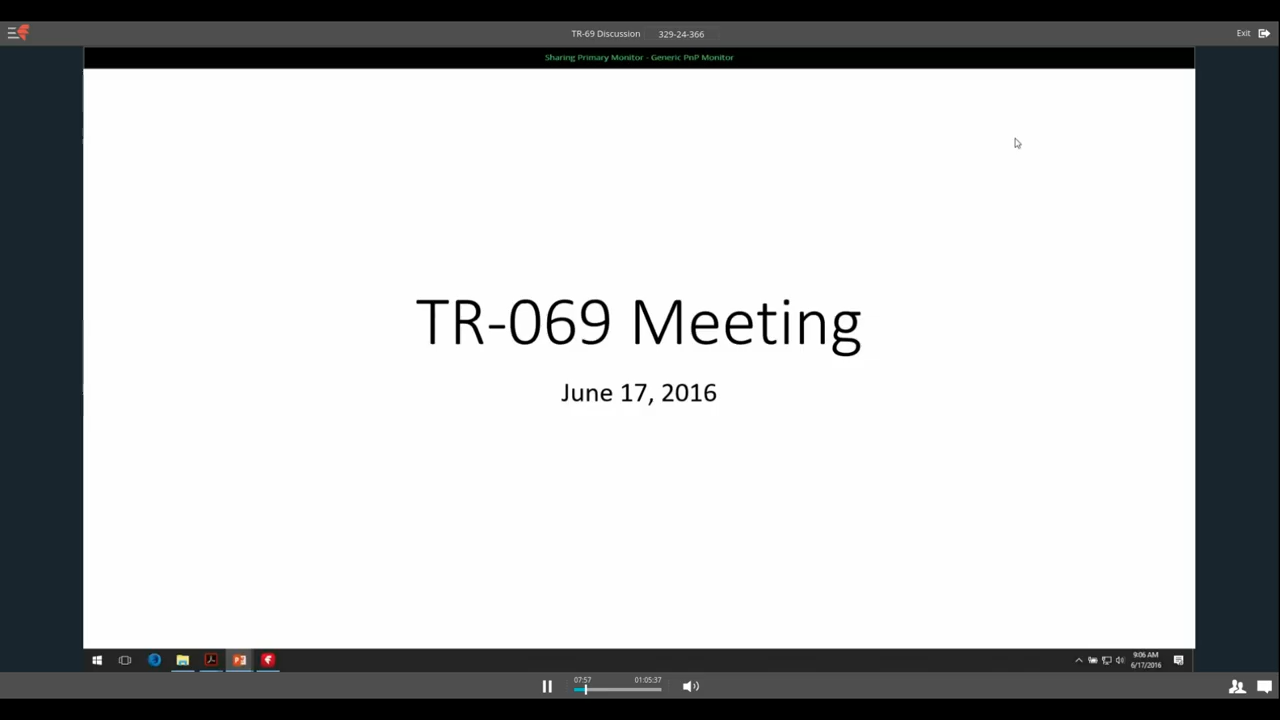 TR-69 Discussion 329-24-366
Exit
Sharing Primary Monitor - Generic PnP Monitor
TR-069 Meeting
June 17, 2016
9:06 AM
6/17/2016
07:57 01:05:37